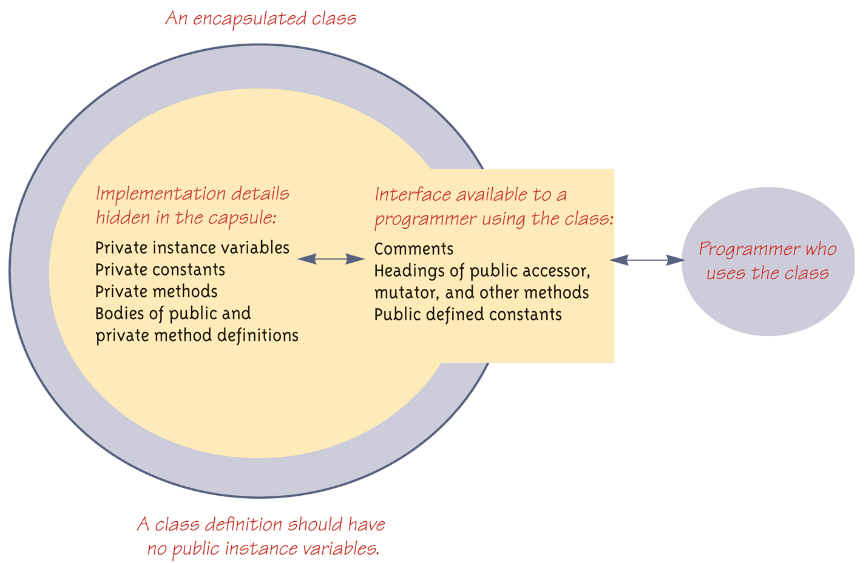 An encapsulated class
Implementation details
hidden in the capsule:
Private instance variables
Private constants
Private methods
Bodies of public and
private method definitions
Interface available to a
programmer using the class:
Comments
Headings of public accessor,
mutator, and other methods
Public defined constants
Programmer who
uses the class
A class definition should have
no public instance variables.